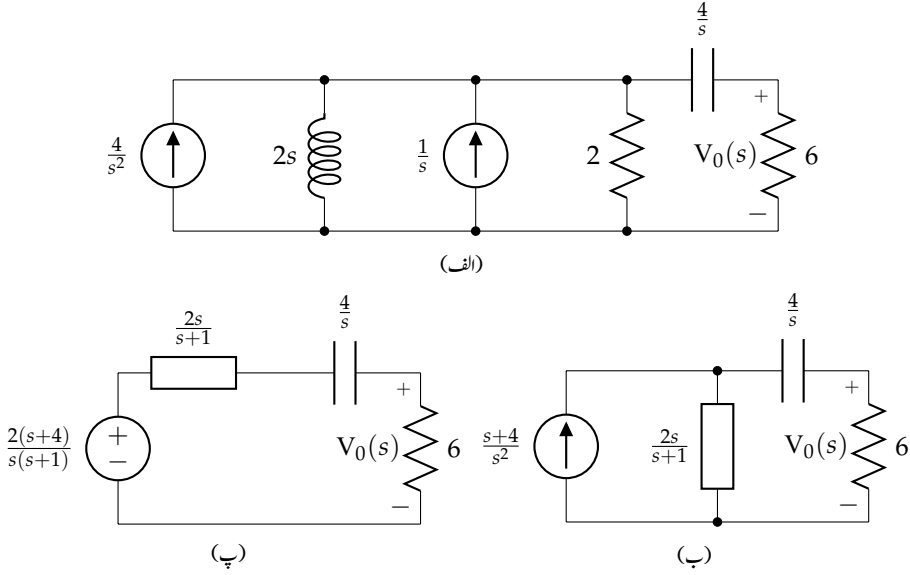 4/s
4/s²
2s
1/s
2
+
V₀(s)
−
6
(الف)
2s/(s+1)
4/s
2(s+4)/(s(s+1))
+
−
+
V₀(s)
−
6
(پ)
4/s
(s+4)/s²
2s/(s+1)
+
V₀(s)
−
6
(ب)